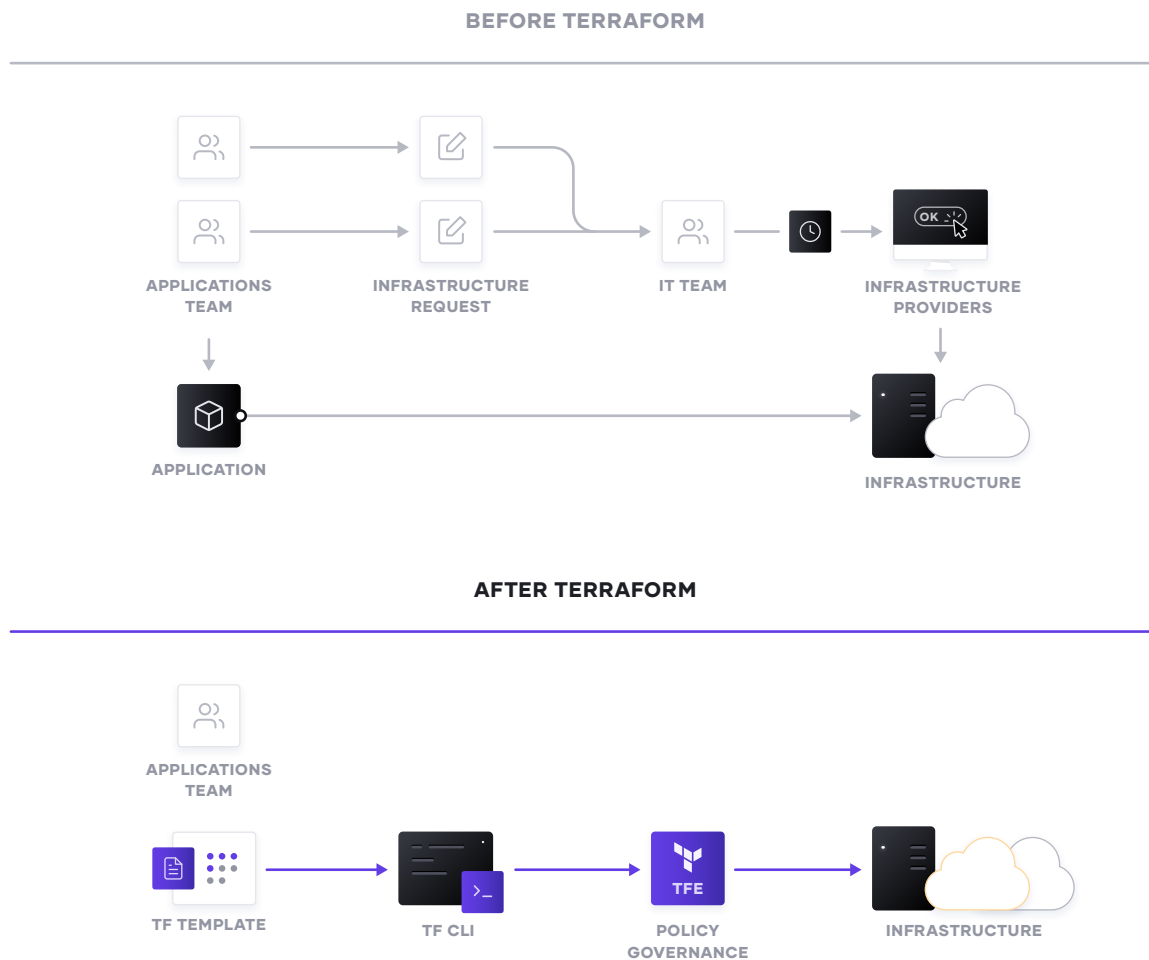 BEFORE TERRAFORM
OK
APPLICATIONS
TEAM
INFRASTRUCTURE
REQUEST
IT TEAM
INFRASTRUCTURE
PROVIDERS
APPLICATION
INFRASTRUCTURE
AFTER TERRAFORM
APPLICATIONS
TEAM
TFE
TF TEMPLATE
TF CLI
POLICY
GOVERNANCE
INFRASTRUCTURE